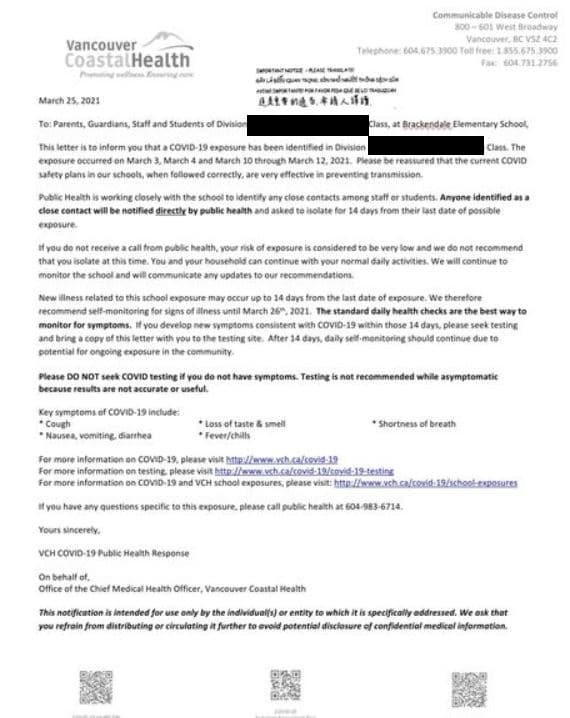 Communicable Disease Control
800 – 601 West Broadway
Vancouver, BC V5Z 4C2
Telephone: 604.675.3900 Toll free: 1.855.675.3900
Fax: 604.731.2756
Vancouver
CoastalHealth
Promoting wellness. Ensuring care.
IMPORTANT NOTICE - PLEASE TRANSLATE
March 25, 2021
To: Parents, Guardians, Staff and Students of Division Class, at Brackendale Elementary School,
This letter is to inform you that a COVID-19 exposure has been identified in Division Class. The
exposure occurred on March 3, March 4 and March 10 through March 12, 2021. Please be reassured that the current COVID
safety plans in our schools, when followed correctly, are very effective in preventing transmission.
Public Health is working closely with the school to identify any close contacts among staff or students. Anyone identified as a
close contact will be notified directly by public health and asked to isolate for 14 days from their last date of possible
exposure.
If you do not receive a call from public health, your risk of exposure is considered to be very low and we do not recommend
that you isolate at this time. You and your household can continue with your normal daily activities. We will continue to
monitor the school and will communicate any updates to our recommendations.
New illness related to this school exposure may occur up to 14 days from the last date of exposure. We therefore
recommend self-monitoring for signs of illness until March 26th, 2021. The standard daily health checks are the best way to
monitor for symptoms. If you develop new symptoms consistent with COVID-19 within those 14 days, please seek testing
and bring a copy of this letter with you to the testing site. After 14 days, daily self-monitoring should continue due to
potential for ongoing exposure in the community.
Please DO NOT seek COVID testing if you do not have symptoms. Testing is not recommended while asymptomatic
because results are not accurate or useful.
Key symptoms of COVID-19 include:
* Cough * Loss of taste & smell * Shortness of breath
* Nausea, vomiting, diarrhea * Fever/chills
For more information on COVID-19, please visit http://www.vch.ca/covid-19
For more information on testing, please visit http://www.vch.ca/covid-19/covid-19-testing
For more information on COVID-19 and VCH school exposures, please visit: http://www.vch.ca/covid-19/school-exposures
If you have any questions specific to this exposure, please call public health at 604-983-6714.
Yours sincerely,
VCH COVID-19 Public Health Response
On behalf of,
Office of the Chief Medical Health Officer, Vancouver Coastal Health
This notification is intended for use only by the individual(s) or entity to which it is specifically addressed. We ask that
you refrain from distributing or circulating it further to avoid potential disclosure of confidential medical information.